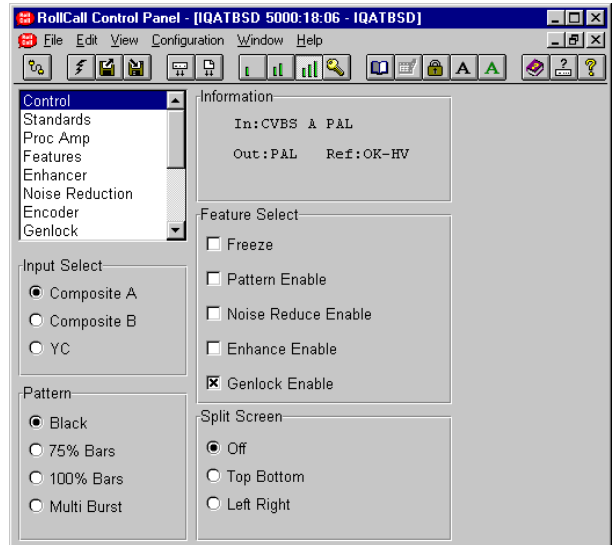 RollCall Control Panel - [IQATBSD 5000:18:06 - IQATBSD]
File Edit View Configuration Window Help
A A ?
Control
Standards
Proc Amp
Features
Enhancer
Noise Reduction
Encoder
Genlock
Information
In:CVBS A PAL
Out:PAL Ref:OK-HV
Input Select
Composite A
Composite B
YC
Feature Select
Freeze
Pattern Enable
Noise Reduce Enable
Enhance Enable
Genlock Enable
Pattern
Black
75% Bars
100% Bars
Multi Burst
Split Screen
Off
Top Bottom
Left Right